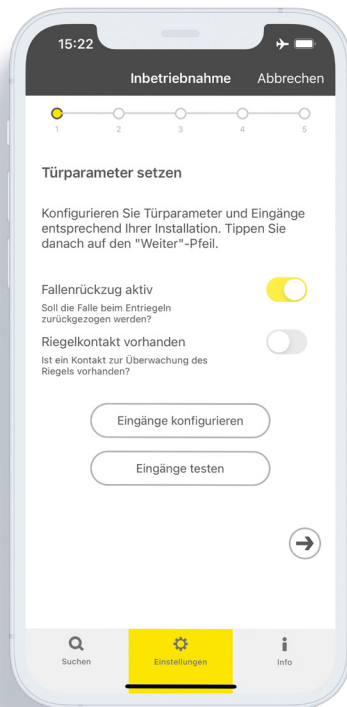 15:22
Inbetriebnahme Abbrechen
1 2 3 4 5
Türparameter setzen
Konfigurieren Sie Türparameter und Eingänge
entsprechend Ihrer Installation. Tippen Sie
danach auf den "Weiter"-Pfeil.
Fallenrückzug aktiv
Soll die Falle beim Entriegeln
zurückgezogen werden?
Riegelkontakt vorhanden
Ist ein Kontakt zur Überwachung des
Riegels vorhanden?
Eingänge konfigurieren
Eingänge testen
Suchen Einstellungen Info